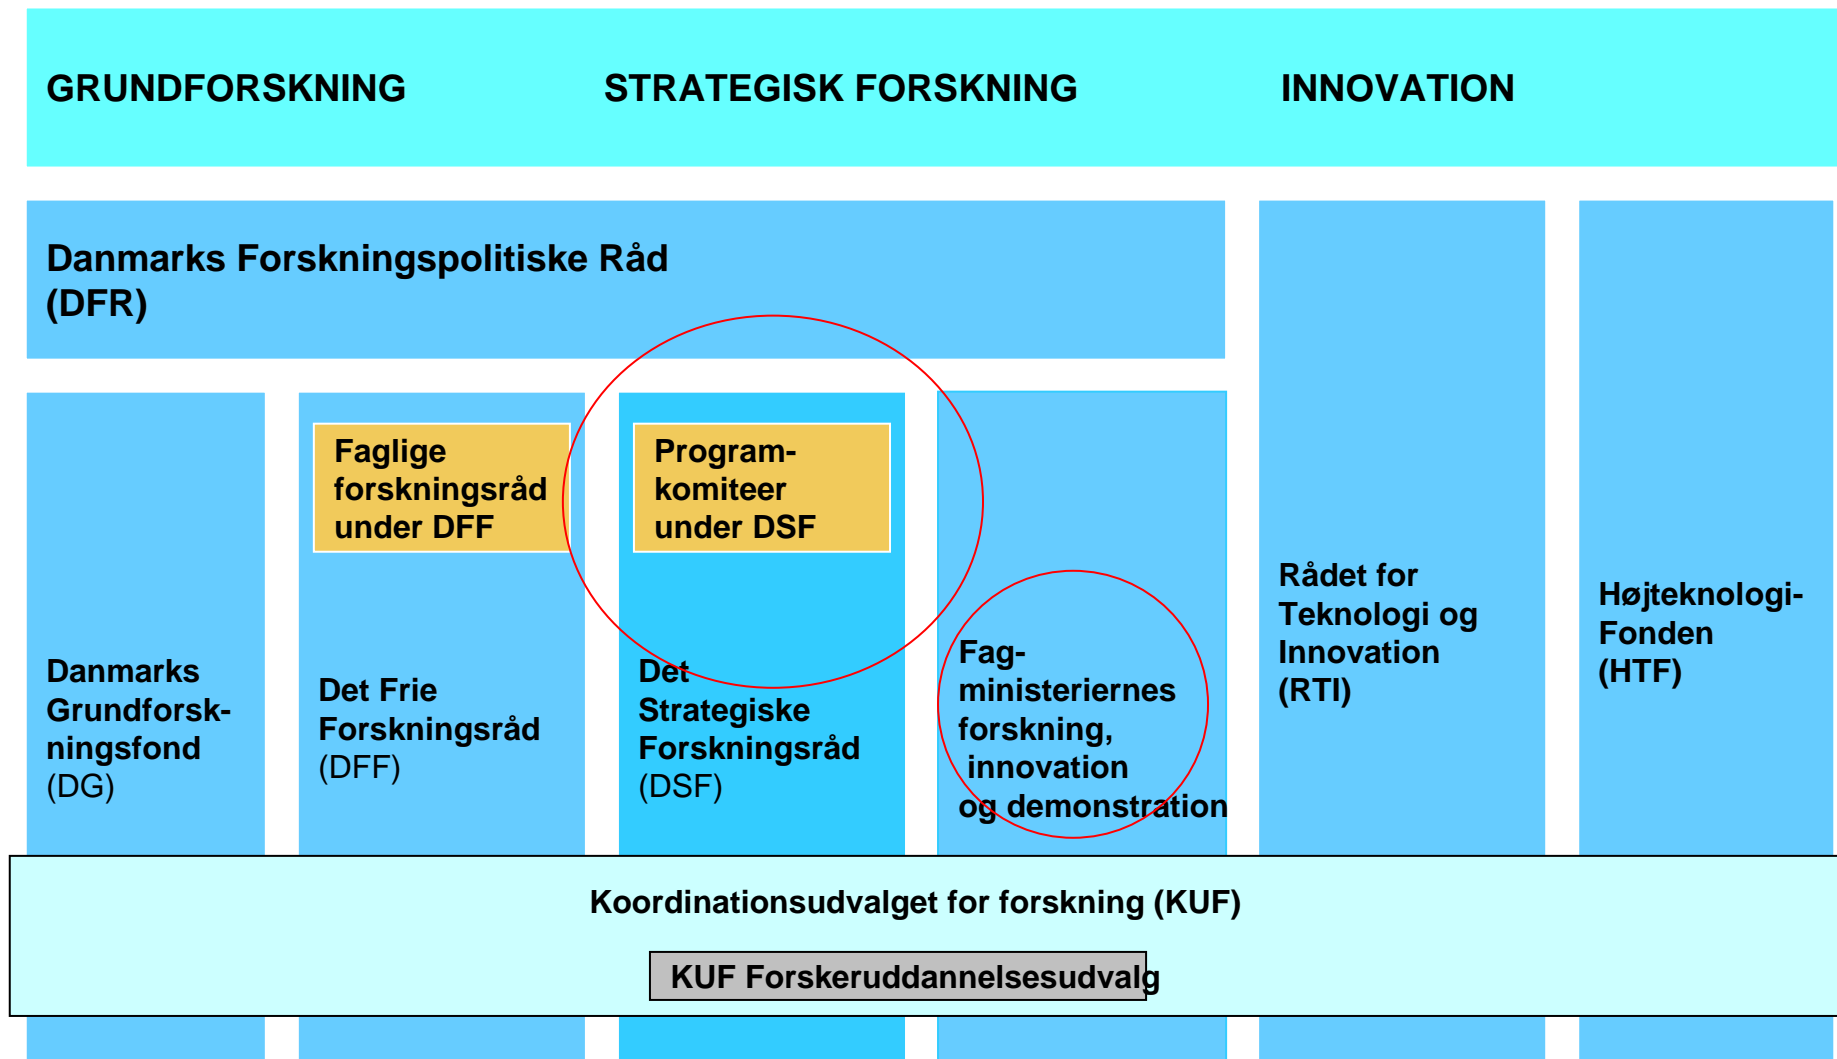 GRUNDFORSKNING
STRATEGISK FORSKNING
INNOVATION
Danmarks Forskningspolitiske Råd
(DFR)
Danmarks
Grundforsk-
ningsfond
(DG)
Faglige
forskningsråd
under DFF
Det Frie
Forskningsråd
(DFF)
Program-
komiteer
under DSF
Det
Strategiske
Forskningsråd
(DSF)
Fag-
ministeriernes
forskning,
innovation
og demonstration
Rådet for
Teknologi og
Innovation
(RTI)
Højteknologi-
Fonden
(HTF)
Koordinationsudvalget for forskning (KUF)
KUF Forskeruddannelsesudvalg